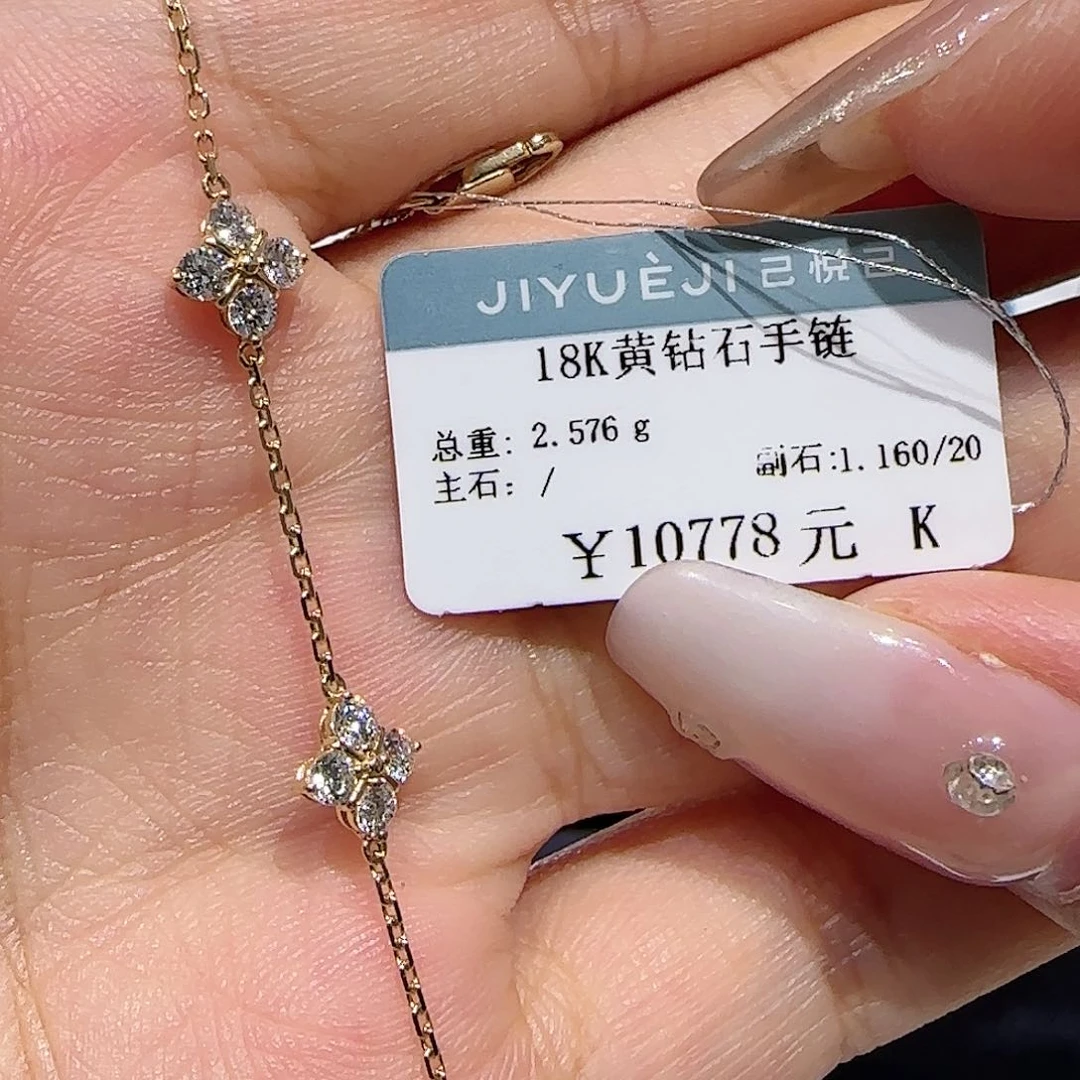 JIYUÈJI 己悦己
18K黄钻石手链
总重: 2.576 g
副石:1.160/20
主石: /
¥10778 元 K